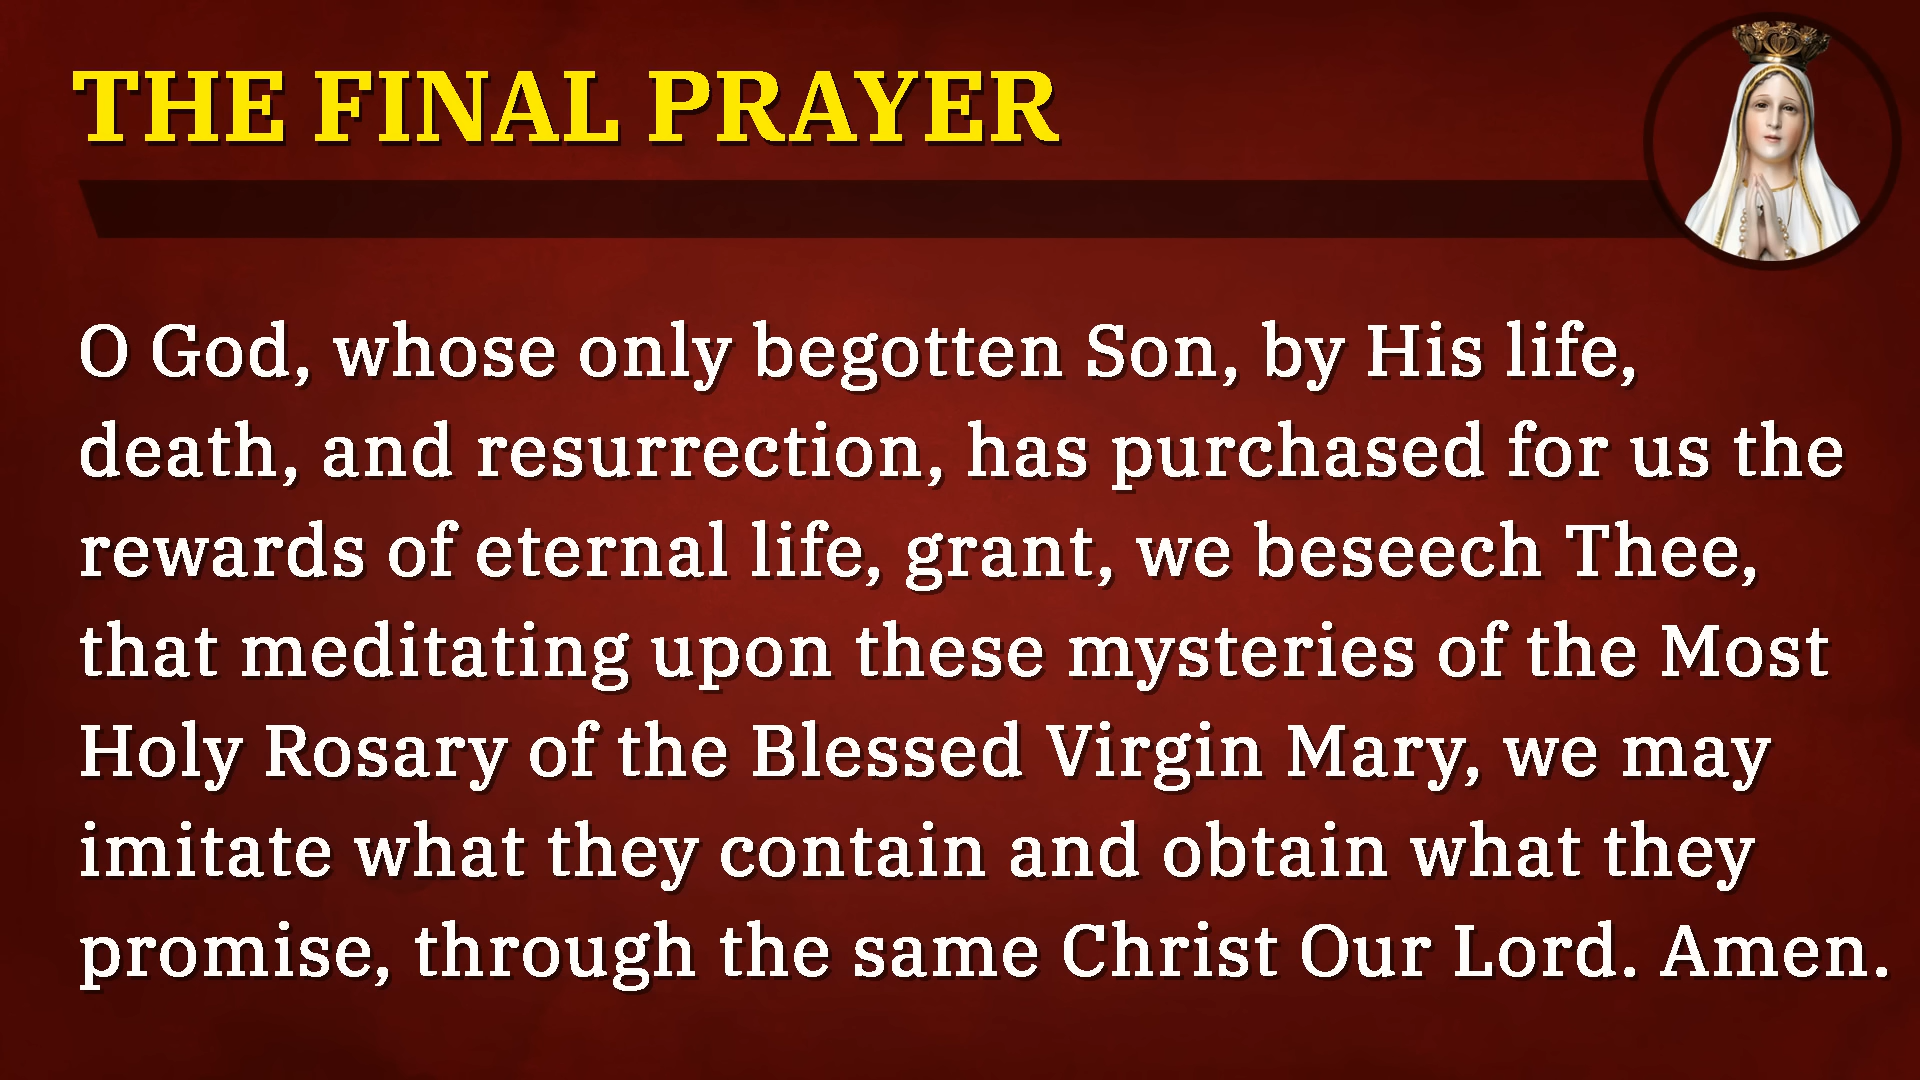 THE FINAL PRAYER
O God, whose only begotten Son, by His life,
death, and resurrection, has purchased for us the
rewards of eternal life, grant, we beseech Thee,
that meditating upon these mysteries of the Most
Holy Rosary of the Blessed Virgin Mary, we may
imitate what they contain and obtain what they
promise, through the same Christ Our Lord. Amen.